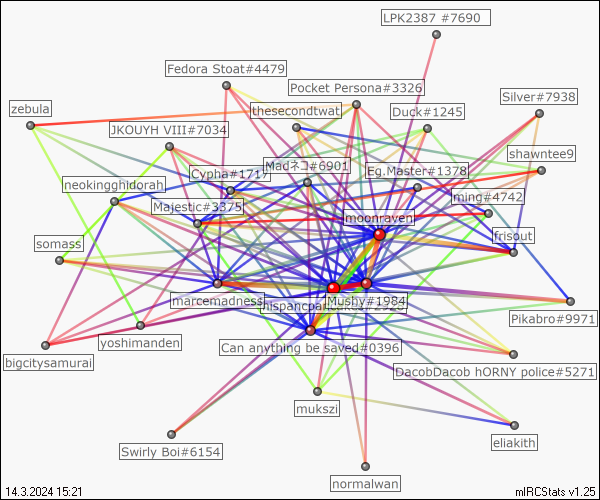 LPK2387 #7690
Fedora Stoat#4479
Pocket Persona#3326
Silver#7938
zebula
thesecondtwat
Duck#1245
JKOUYH VIII#7034
shawntee9
Madネコ#6901
Eg.Master#1378
Cypha#1717
neokingghidorah
ming#4742
Majestic#3375
moonraven
frisout
somass
marcemadness
Mushy#1984
Pikabro#9971
yoshimanden
Can anything be saved#0396
bigcitysamurai
DacobDacob hORNY police#5271
mukszi
eliakith
Swirly Boi#6154
normalwan
14.3.2024 15:21
mIRCStats v1.25